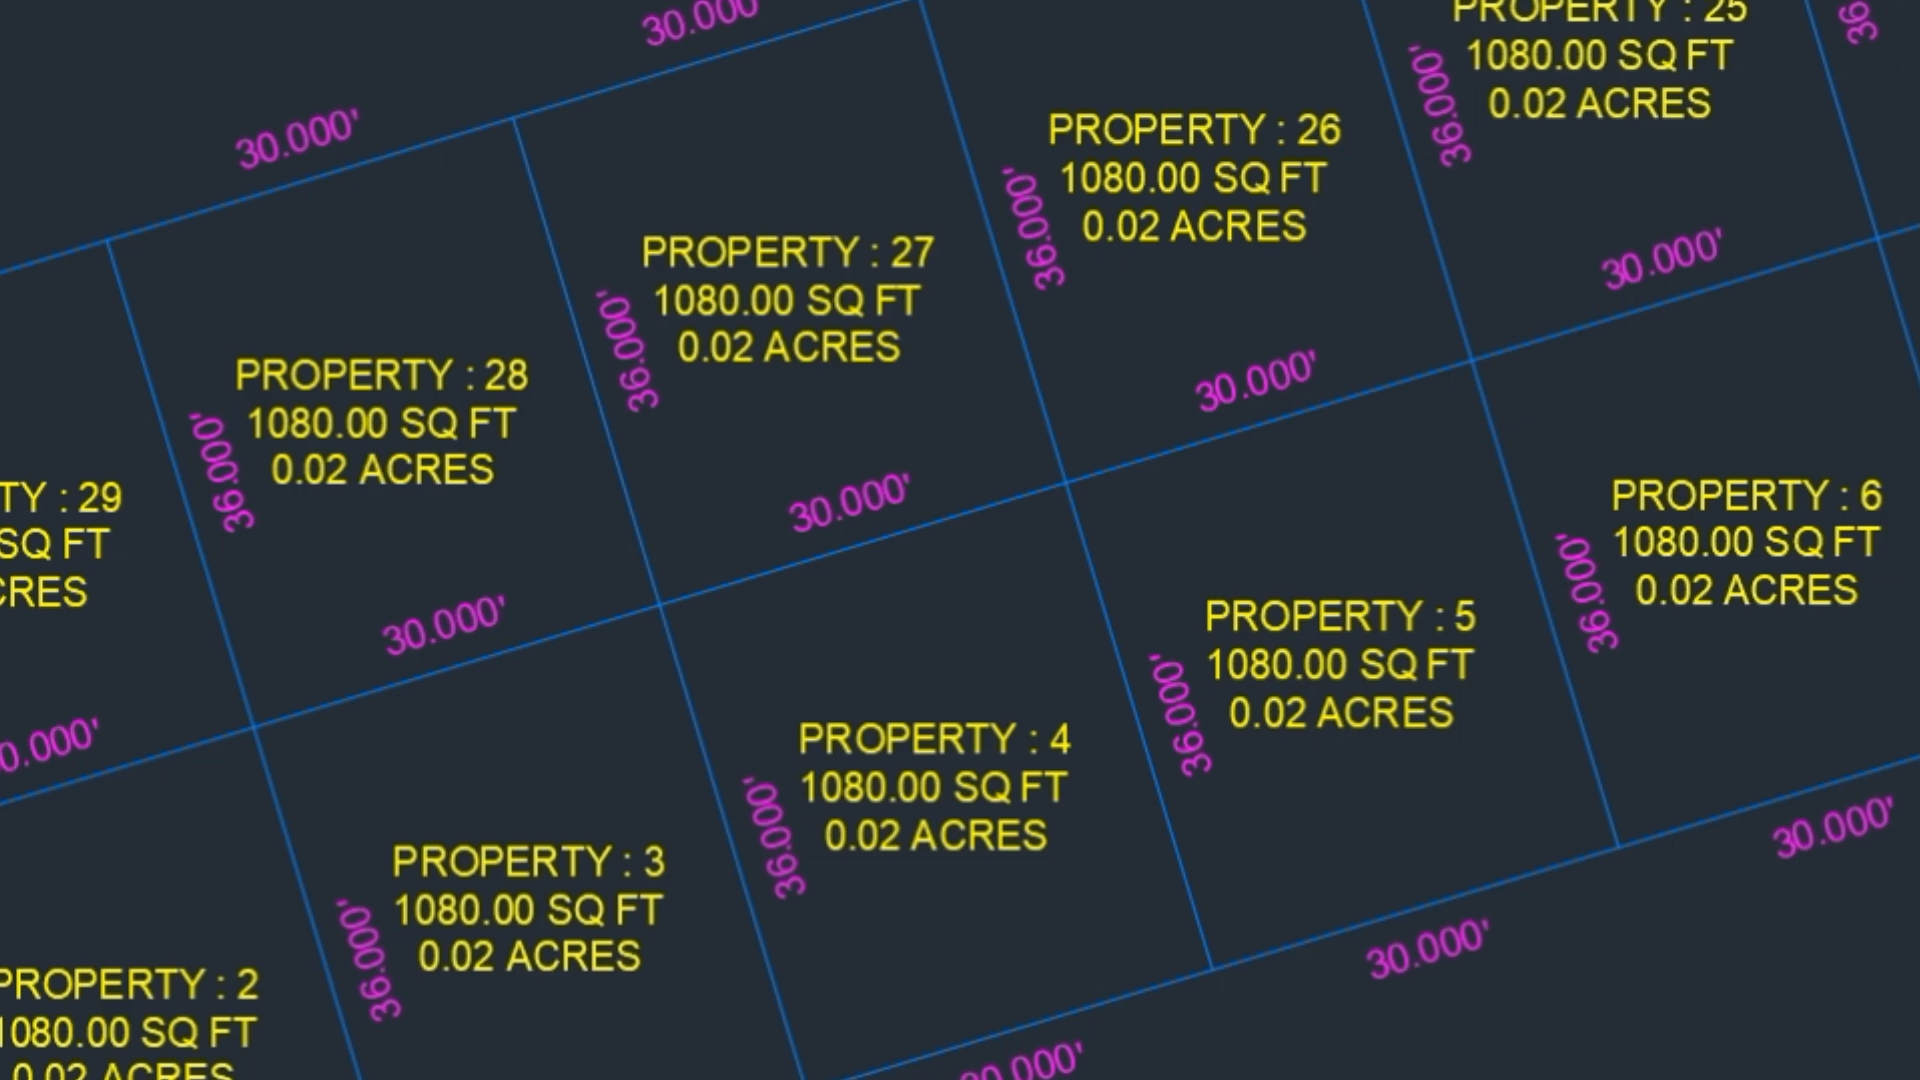 30.000'
PROPERTY : 25
1080.00 SQ FT
0.02 ACRES
36.000'
30.000'
PROPERTY : 26
1080.00 SQ FT
0.02 ACRES
36.000'
30.000'
PROPERTY : 27
1080.00 SQ FT
0.02 ACRES
36.000'
30.000'
PROPERTY : 28
1080.00 SQ FT
0.02 ACRES
36.000'
30.000'
: 29
SQ FT
30.000'
PROPERTY : 6
1080.00 SQ FT
0.02 ACRES
36.000'
30.000'
PROPERTY : 5
1080.00 SQ FT
0.02 ACRES
36.000'
30.000'
PROPERTY : 4
1080.00 SQ FT
0.02 ACRES
36.000'
PROPERTY : 3
1080.00 SQ FT
0.02 ACRES
36.000'
PROPERTY : 2
1080.00 SQ FT
0.02 ACRES